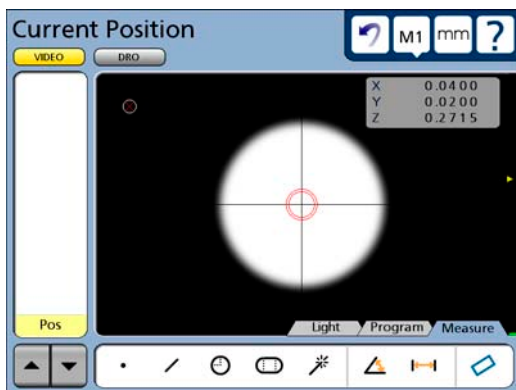 Current Position
M1 mm ?
VIDEO DRO
X 0.0400
Y 0.0200
Z 0.2715
Pos
Light Program Measure